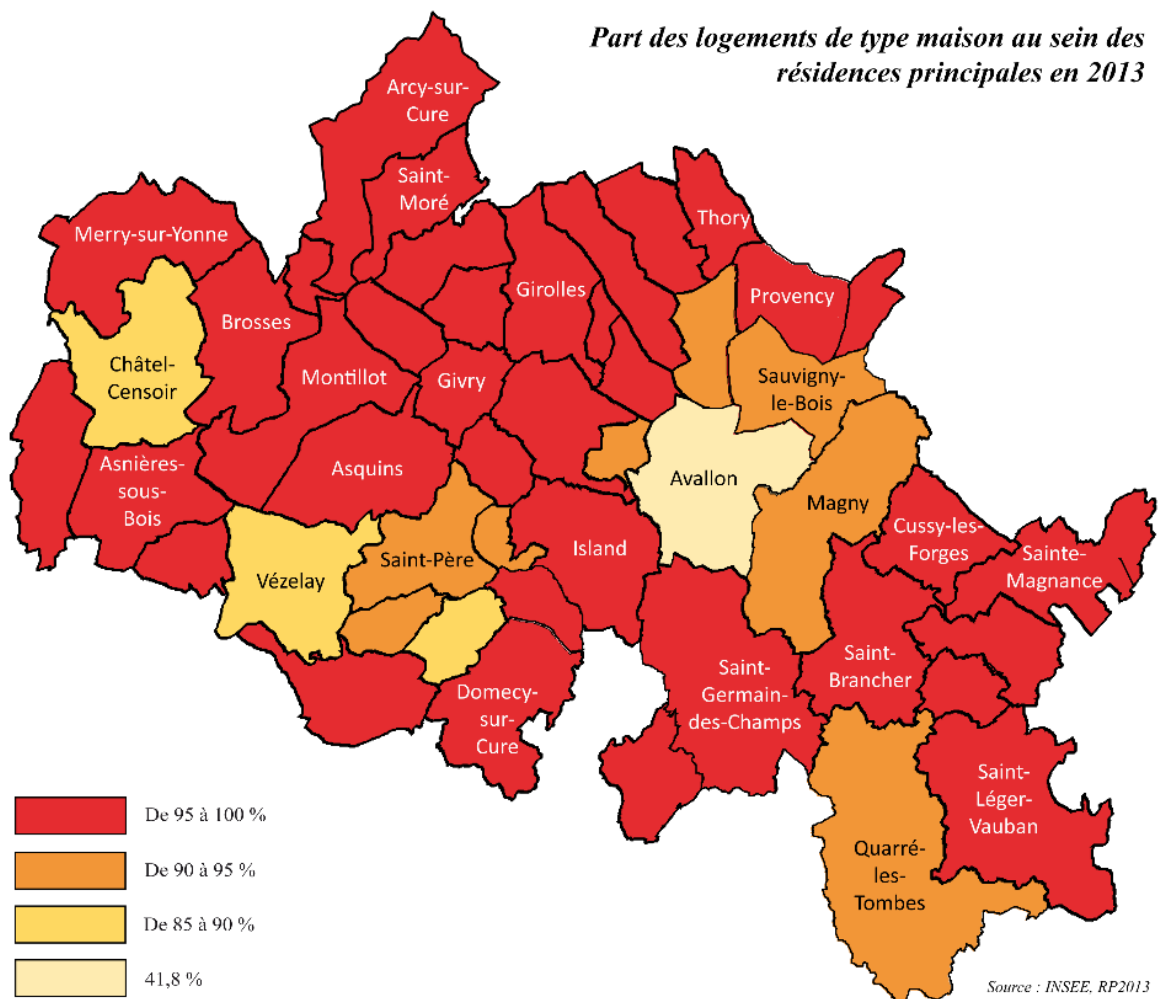 Part des logements de type maison au sein des
résidences principales en 2013
Arcy-sur-
Cure
Saint-
Moré
Merry-sur-Yonne
Thory
Girolles
Provency
Brosses
Châtel-
Censoir
Montillot
Givry
Sauvigny-
le-Bois
Asnières-
sous-
Bois
Asquins
Avallon
Magny
Cussy-les-
Forges
Island
Saint-Père
Vézelay
Sainte-
Magnance
Saint-
Brancher
Saint-
Germain-
des-Champs
Domecy-
sur-
Cure
Saint-
Léger-
Vauban
Quarré-
les-
Tombes
De 95 à 100 %
De 90 à 95 %
De 85 à 90 %
41,8 %
Source : INSEE, RP2013